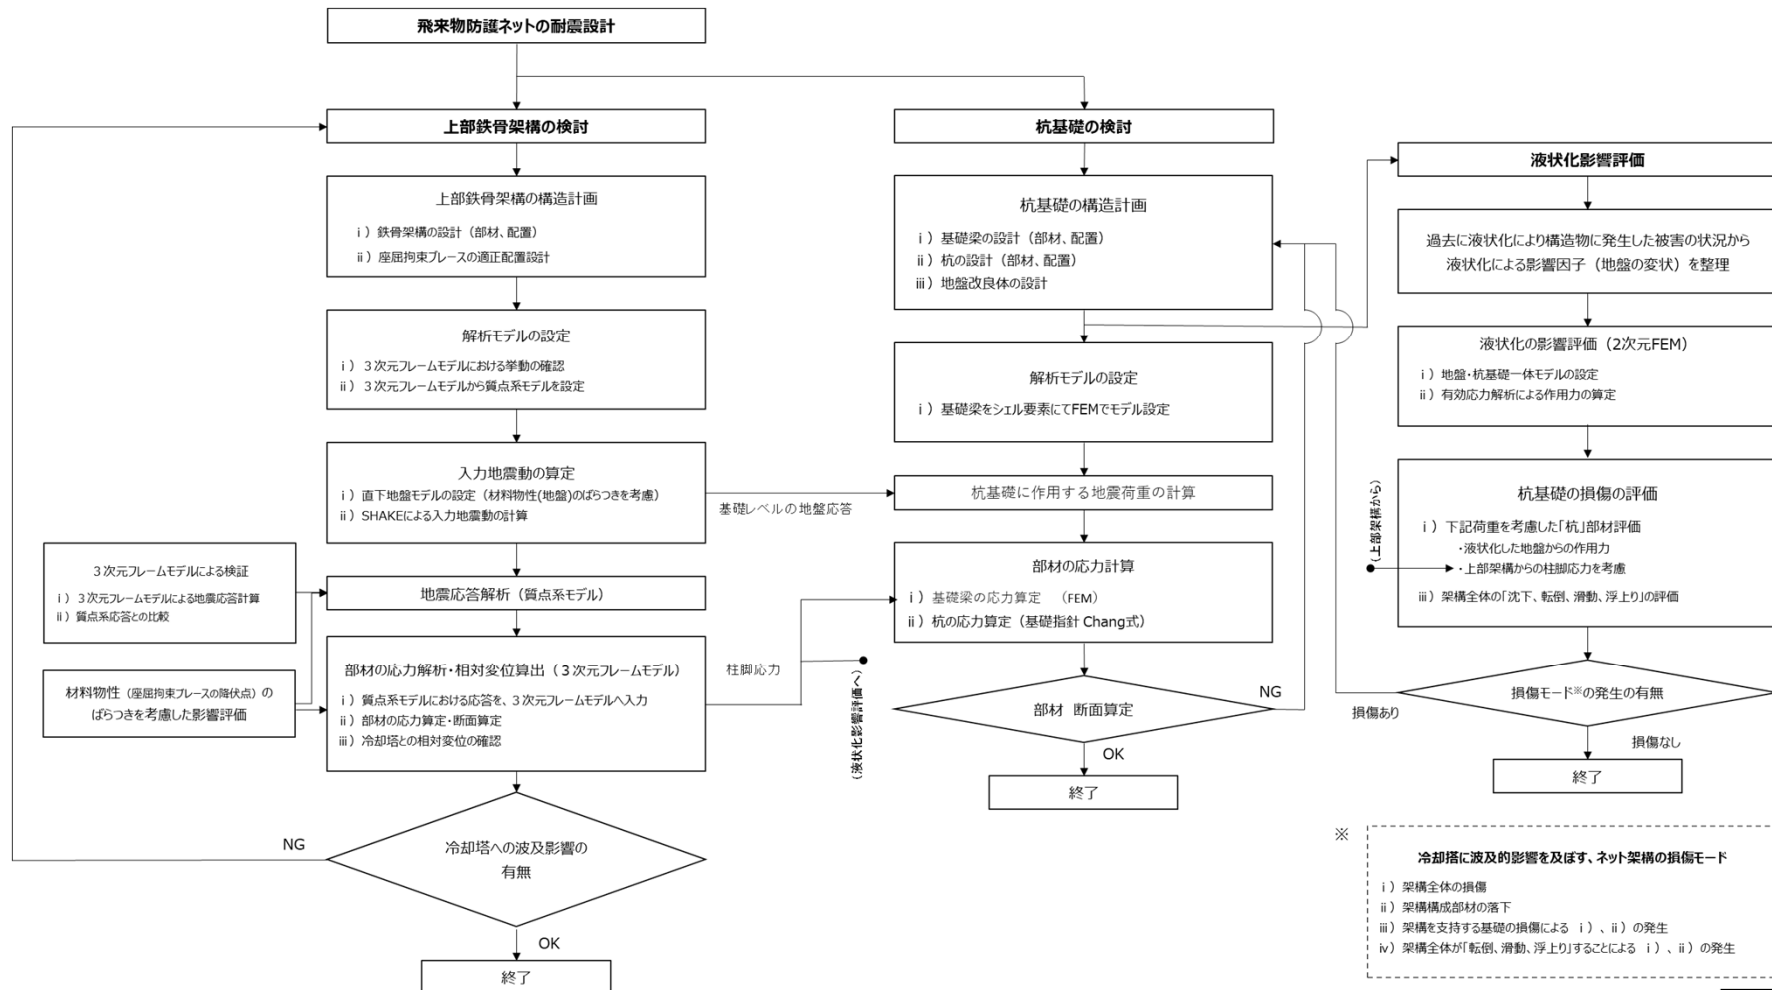 飛来物防護ネットの耐震設計
上部鉄骨架構の検討
上部鉄骨架構の構造計画
ⅰ）鉄骨架構の設計（部材、配置）
ⅱ）座屈拘束ブレースの適正配置設計
解析モデルの設定
ⅰ）３次元フレームモデルにおける挙動の確認
ⅱ）３次元フレームモデルから質点系モデルを設定
入力地震動の算定
ⅰ）直下地盤モデルの設定（材料物性(地盤)のばらつきを考慮）
ⅱ）SHAKEによる入力地震動の計算
基礎レベルの地盤応答
３次元フレームモデルによる検証
ⅰ）３次元フレームモデルによる地震応答計算
ⅱ）質点系応答との比較
地震応答解析（質点系モデル）
材料物性（座屈拘束ブレースの降伏点）の
ばらつきを考慮した影響評価
部材の応力解析・相対変位算出（３次元フレームモデル）
ⅰ）質点系モデルにおける応答を、３次元フレームモデルへ入力
ⅱ）部材の応力算定・断面算定
ⅲ）冷却塔との相対変位の確認
柱脚応力
（液状化影響評価へ）
NG
冷却塔への波及影響の
有無
OK
終了
杭基礎の検討
杭基礎の構造計画
ⅰ）基礎梁の設計（部材、配置）
ⅱ）杭の設計（部材、配置）
ⅲ）地盤改良体の設計
解析モデルの設定
ⅰ）基礎梁をシェル要素にてFEMでモデル設定
杭基礎に作用する地震荷重の計算
部材の応力計算
ⅰ）基礎梁の応力算定　（FEM）
ⅱ）杭の応力算定（基礎指針 Chang式）
部材 断面算定
NG
OK
終了
液状化影響評価
過去に液状化により構造物に発生した被害の状況から
液状化による影響因子（地盤の変状）を整理
液状化の影響評価（2次元FEM）
ⅰ）地盤・杭基礎一体モデルの設定
ⅱ）有効応力解析による作用力の算定
（上部架構から）
杭基礎の損傷の評価
ⅰ）下記荷重を考慮した「杭」部材評価
・液状化した地盤からの作用力
・上部架構からの柱脚応力を考慮
ⅲ）架構全体の「沈下、転倒、滑動、浮上り」の評価
損傷モード※の発生の有無
損傷あり
損傷なし
終了
※
冷却塔に波及的影響を及ぼす、ネット架構の損傷モード
ⅰ）架構全体の損傷
ⅱ）架構構成部材の落下
ⅲ）架構を支持する基礎の損傷による ⅰ）、ⅱ）の発生
ⅳ）架構全体が「転倒、滑動、浮上り」することによる ⅰ）、ⅱ）の発生